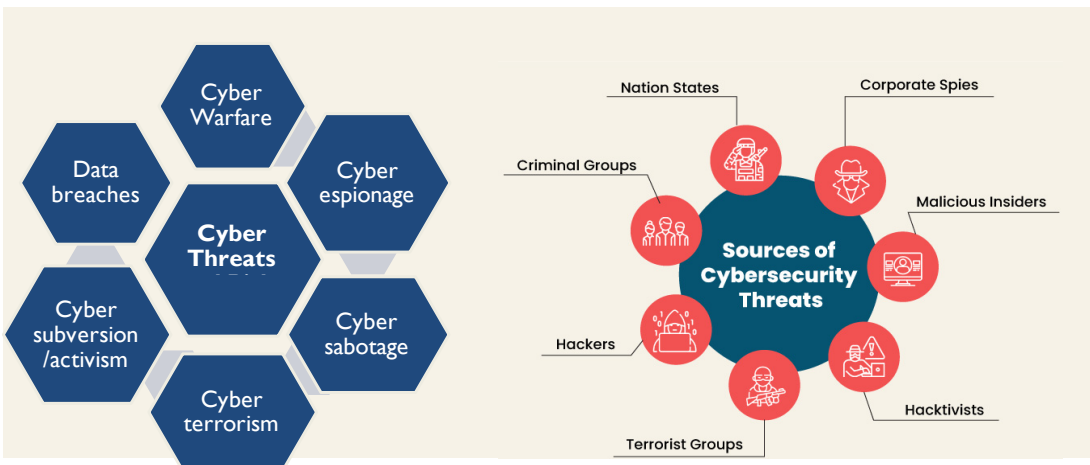 Cyber
Warfare
Data
breaches
Cyber
espionage
Cyber
Threats
Cyber
subversion
/activism
Cyber
sabotage
Cyber
terrorism
Nation States
Corporate Spies
Criminal Groups
Malicious Insiders
Sources of
Cybersecurity
Threats
Hackers
Hacktivists
Terrorist Groups